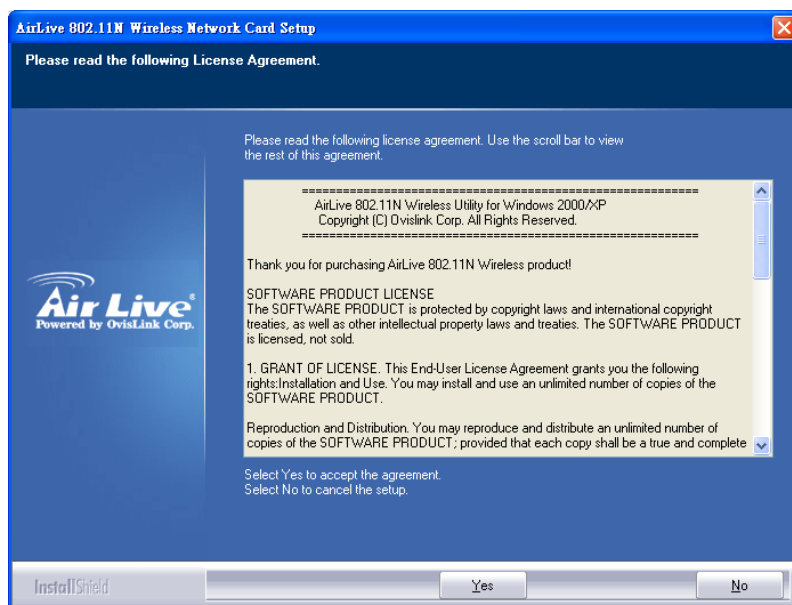 AirLive 802.11N Wireless Network Card Setup
Please read the following License Agreement.
Please read the following license agreement. Use the scroll bar to view
the rest of this agreement.
============================================================
AirLive 802.11N Wireless Utility for Windows 2000/XP
Copyright (C) Ovislink Corp. All Rights Reserved.
============================================================
Thank you for purchasing AirLive 802.11N Wireless product!
SOFTWARE PRODUCT LICENSE
The SOFTWARE PRODUCT is protected by copyright laws and international copyright
treaties, as well as other intellectual property laws and treaties. The SOFTWARE PRODUCT
is licensed, not sold.
1. GRANT OF LICENSE. This End-User License Agreement grants you the following
rights:Installation and Use. You may install and use an unlimited number of copies of the
SOFTWARE PRODUCT.
Reproduction and Distribution. You may reproduce and distribute an unlimited number of
copies of the SOFTWARE PRODUCT; provided that each copy shall be a true and complete
Air Live®
Powered by OvisLink Corp.
Select Yes to accept the agreement.
Select No to cancel the setup.
InstallShield
Yes
No